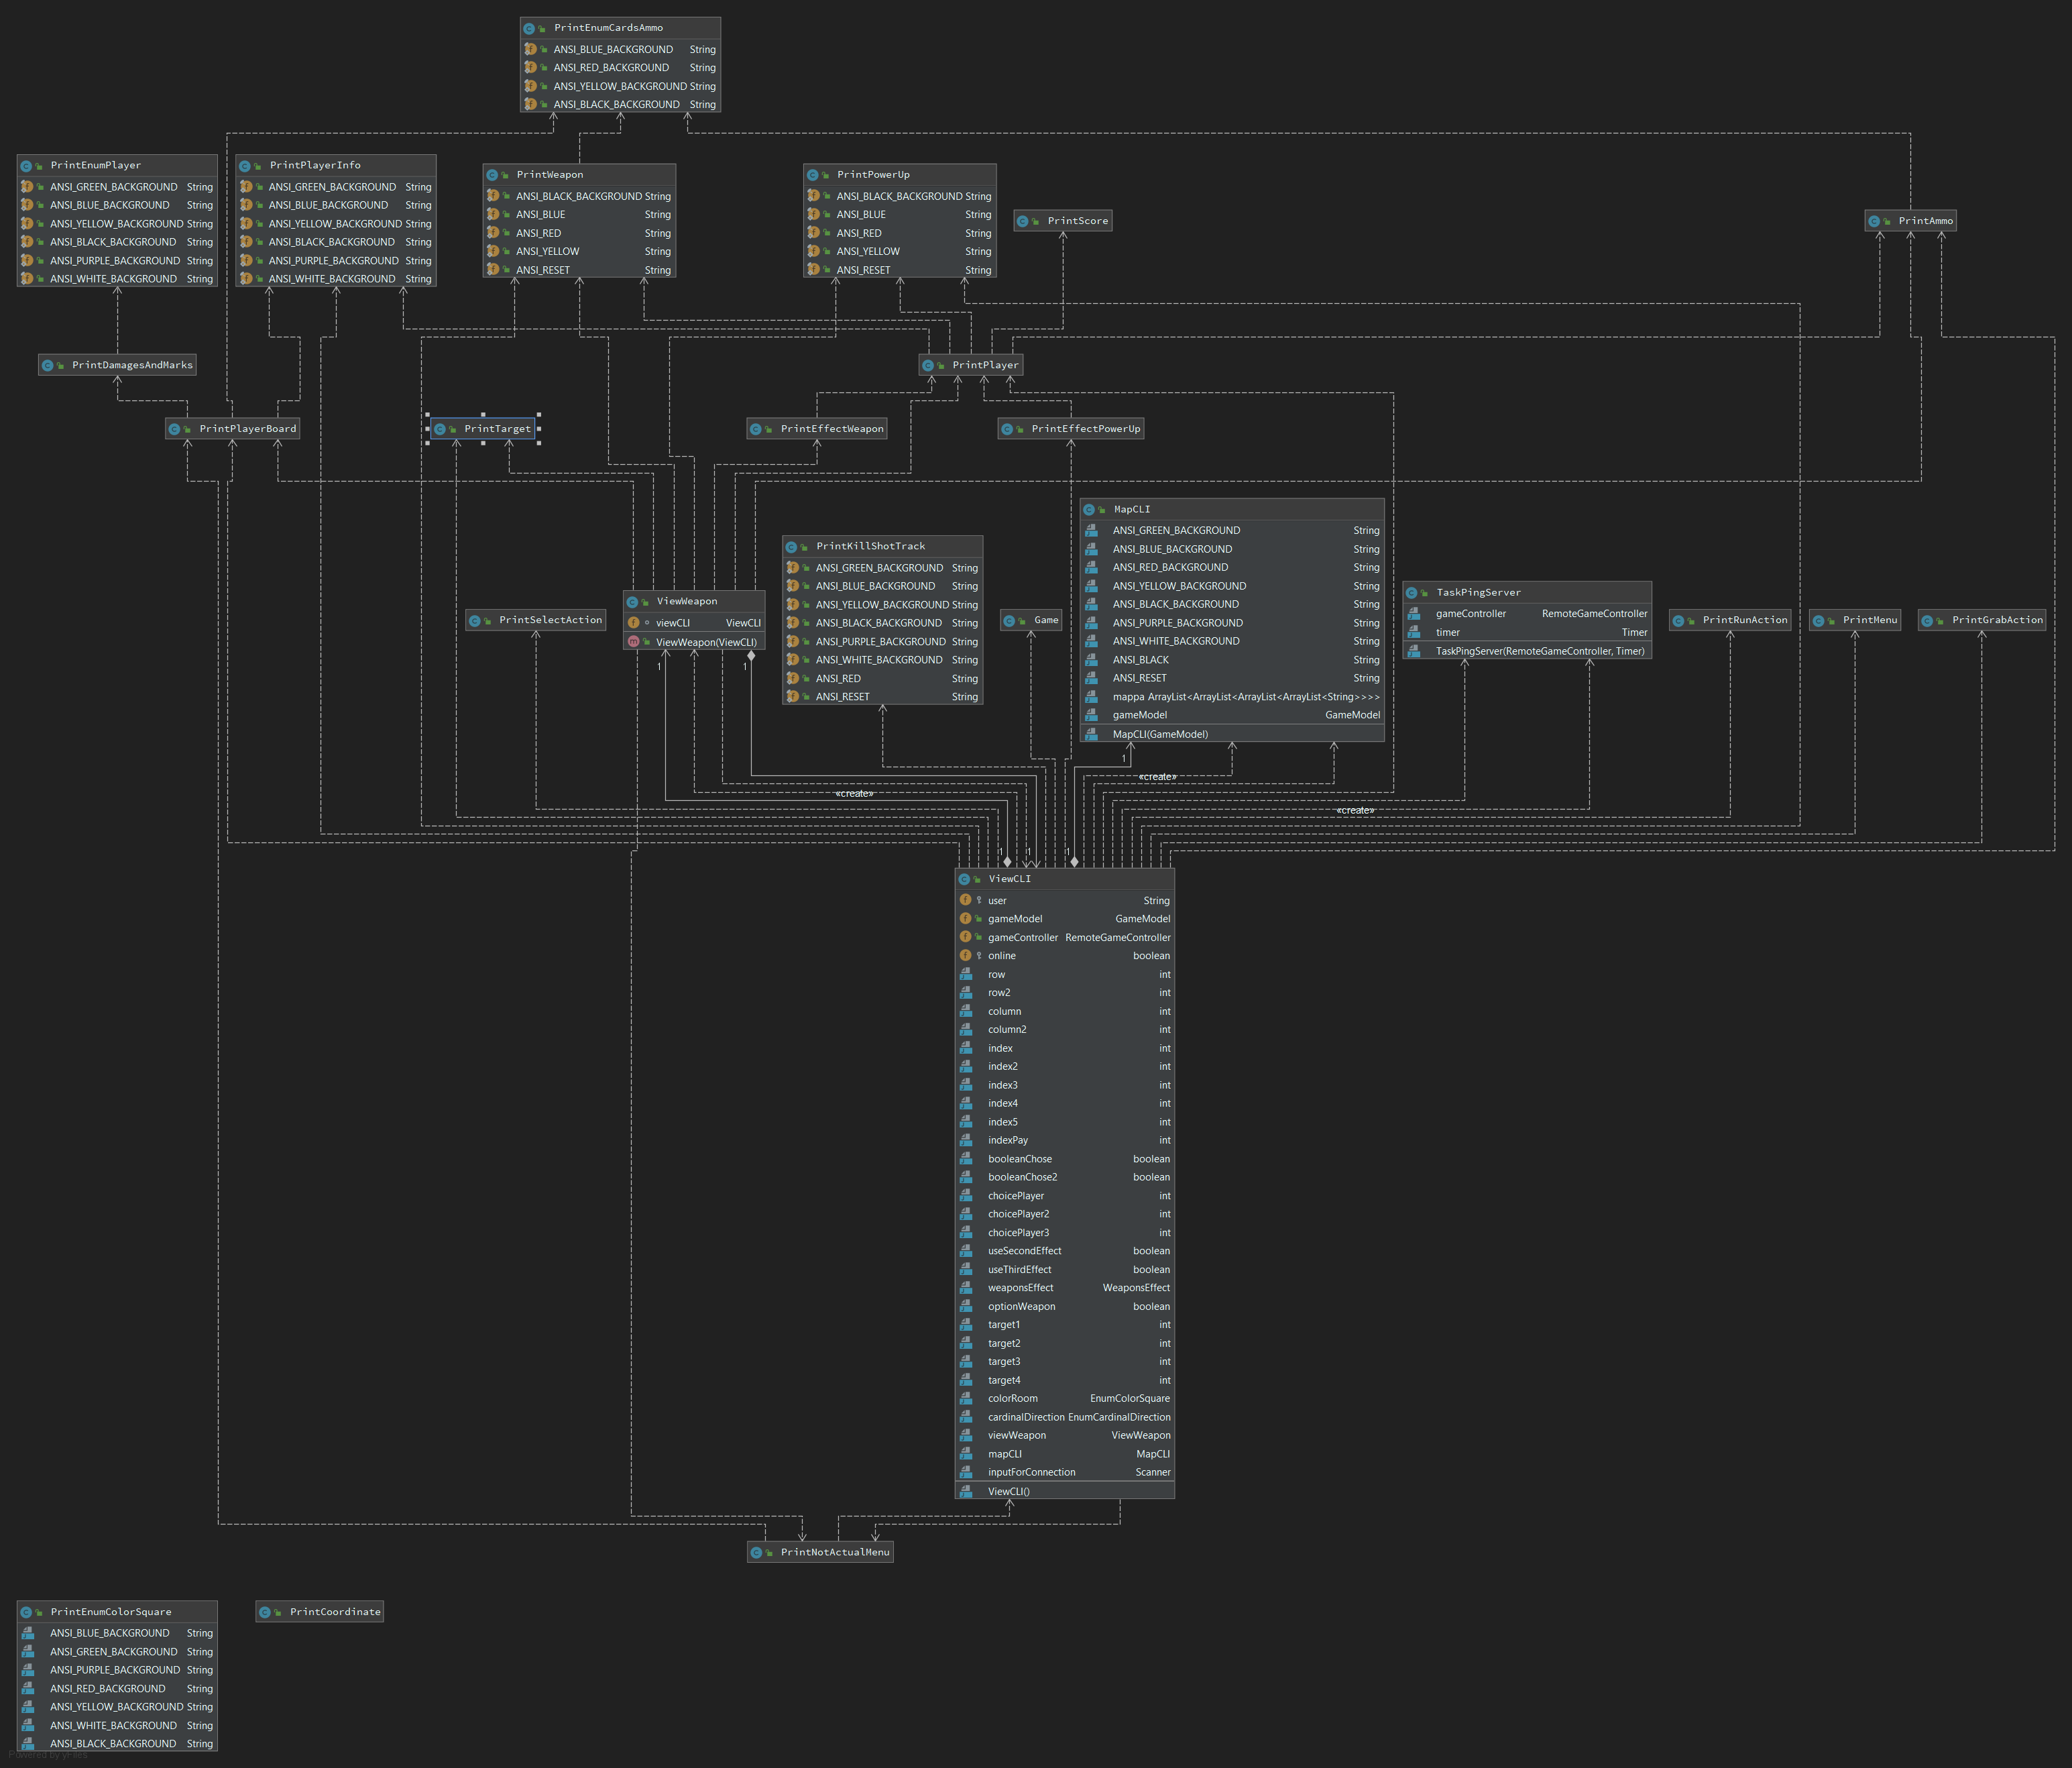 PrintEnumCardsAmmo
ANSI_BLUE_BACKGROUND String
ANSI_RED_BACKGROUND String
ANSI_YELLOW_BACKGROUND String
ANSI_BLACK_BACKGROUND String
PrintEnumPlayer
ANSI_GREEN_BACKGROUND String
ANSI_BLUE_BACKGROUND String
ANSI_YELLOW_BACKGROUND String
ANSI_BLACK_BACKGROUND String
ANSI_PURPLE_BACKGROUND String
ANSI_WHITE_BACKGROUND String
PrintPlayerInfo
ANSI_GREEN_BACKGROUND String
ANSI_BLUE_BACKGROUND String
ANSI_YELLOW_BACKGROUND String
ANSI_BLACK_BACKGROUND String
ANSI_PURPLE_BACKGROUND String
ANSI_WHITE_BACKGROUND String
PrintWeapon
ANSI_BLACK_BACKGROUND String
ANSI_BLUE String
ANSI_RED String
ANSI_YELLOW String
ANSI_RESET String
PrintPowerUp
ANSI_BLACK_BACKGROUND String
ANSI_BLUE String
ANSI_RED String
ANSI_YELLOW String
ANSI_RESET String
PrintScore
PrintAmmo
PrintDamagesAndMarks
PrintPlayer
PrintPlayerBoard
PrintTarget
PrintEffectWeapon
PrintEffectPowerUp
MapCLI
ANSI_GREEN_BACKGROUND String
ANSI_BLUE_BACKGROUND String
ANSI_RED_BACKGROUND String
ANSI_YELLOW_BACKGROUND String
ANSI_BLACK_BACKGROUND String
ANSI_PURPLE_BACKGROUND String
ANSI_WHITE_BACKGROUND String
ANSI_BLACK String
ANSI_RESET String
mappa ArrayList<ArrayList<ArrayList<ArrayList<String>>>>
gameModel GameModel
MapCLI(GameModel)
PrintKillShotTrack
ANSI_GREEN_BACKGROUND String
ANSI_BLUE_BACKGROUND String
ANSI_YELLOW_BACKGROUND String
ANSI_BLACK_BACKGROUND String
ANSI_PURPLE_BACKGROUND String
ANSI_WHITE_BACKGROUND String
ANSI_RED String
ANSI_RESET String
PrintSelectAction
ViewWeapon
viewCLI ViewCLI
ViewWeapon(ViewCLI)
Game
TaskPingServer
gameController RemoteGameController
timer Timer
TaskPingServer(RemoteGameController, Timer)
PrintRunAction
PrintMenu
PrintGrabAction
1
1
1
«create»
«create»
«create»
1
1
1
ViewCLI
user String
gameModel GameModel
gameController RemoteGameController
online boolean
row int
row2 int
column int
column2 int
index int
index2 int
index3 int
index4 int
index5 int
indexPay int
booleanChose boolean
booleanChose2 boolean
choicePlayer int
choicePlayer2 int
choicePlayer3 int
useSecondEffect boolean
useThirdEffect boolean
weaponsEffect WeaponsEffect
optionWeapon boolean
target1 int
target2 int
target3 int
target4 int
colorRoom EnumColorSquare
cardinalDirection EnumCardinalDirection
viewWeapon ViewWeapon
mapCLI MapCLI
inputForConnection Scanner
ViewCLI()
PrintNotActualMenu
PrintEnumColorSquare
ANSI_BLUE_BACKGROUND String
ANSI_GREEN_BACKGROUND String
ANSI_PURPLE_BACKGROUND String
ANSI_RED_BACKGROUND String
ANSI_YELLOW_BACKGROUND String
ANSI_WHITE_BACKGROUND String
ANSI_BLACK_BACKGROUND String
PrintCoordinate
Powered by yFiles